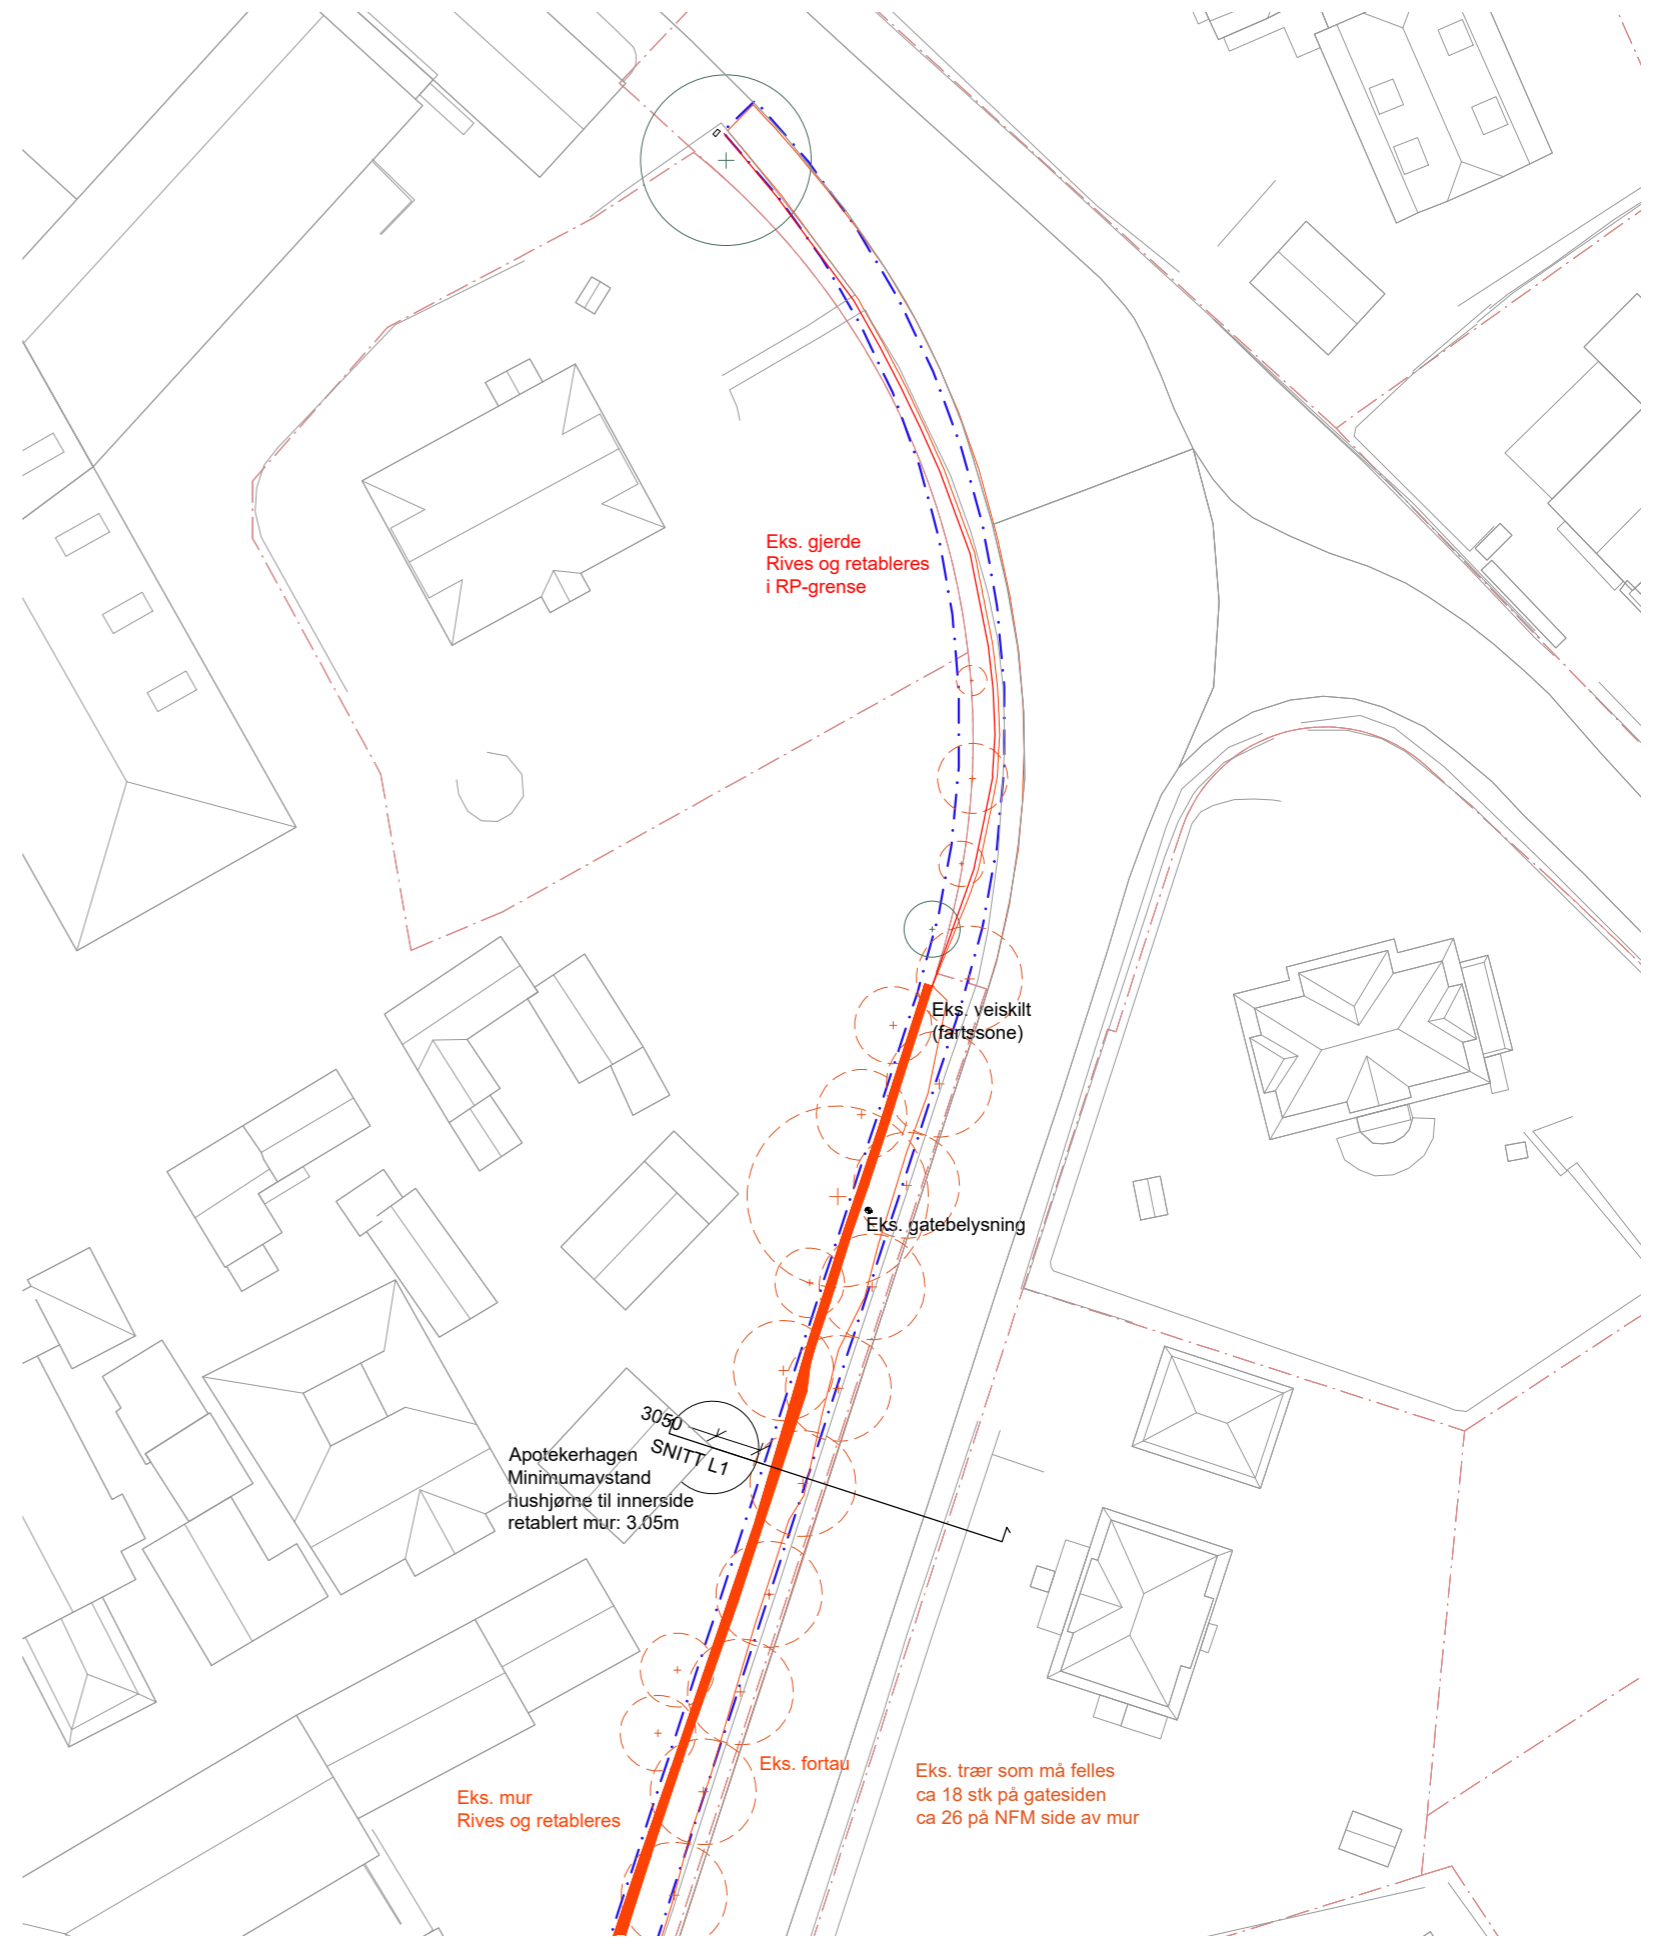 Eks. gjerde
Rives og retableres
i RP-grense
Eks. veiskilt
(fartssone)
Eks. gatebelysning
3050
SNITT L1
Apotekerhagen
Minimumavstand
hushjørne til innerside
retablert mur: 3.05m
Eks. fortau
Eks. mur
Rives og retableres
Eks. trær som må felles
ca 18 stk på gatesiden
ca 26 på NFM side av mur